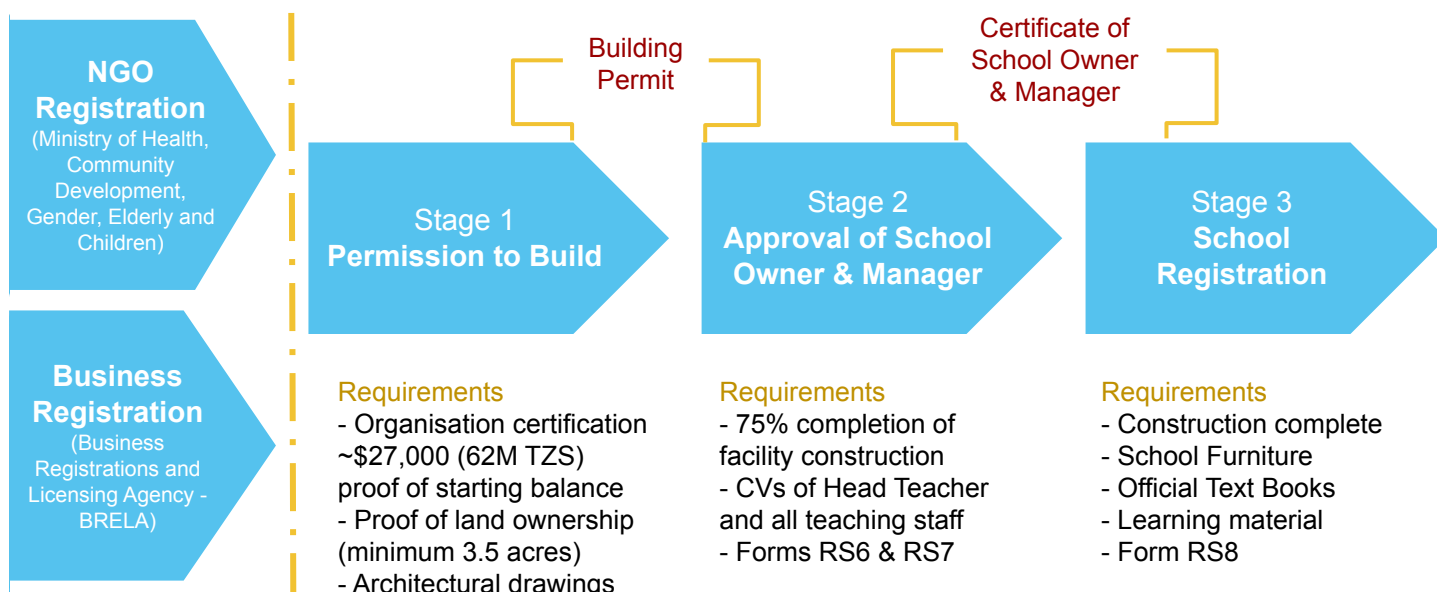 NGO
Registration
(Ministry of Health,
Community
Development,
Gender, Elderly and
Children)
Business
Registration
(Business
Registrations and
Licensing Agency -
BRELA)
Building
Permit
Certificate of
School Owner
& Manager
Stage 1
Permission to Build
Stage 2
Approval of School
Owner & Manager
Stage 3
School
Registration
Requirements
- Organisation certification
~$27,000 (62M TZS)
proof of starting balance
- Proof of land ownership
(minimum 3.5 acres)
- Architectural drawings
Requirements
- 75% completion of
facility construction
- CVs of Head Teacher
and all teaching staff
- Forms RS6 & RS7
Requirements
- Construction complete
- School Furniture
- Official Text Books
- Learning material
- Form RS8